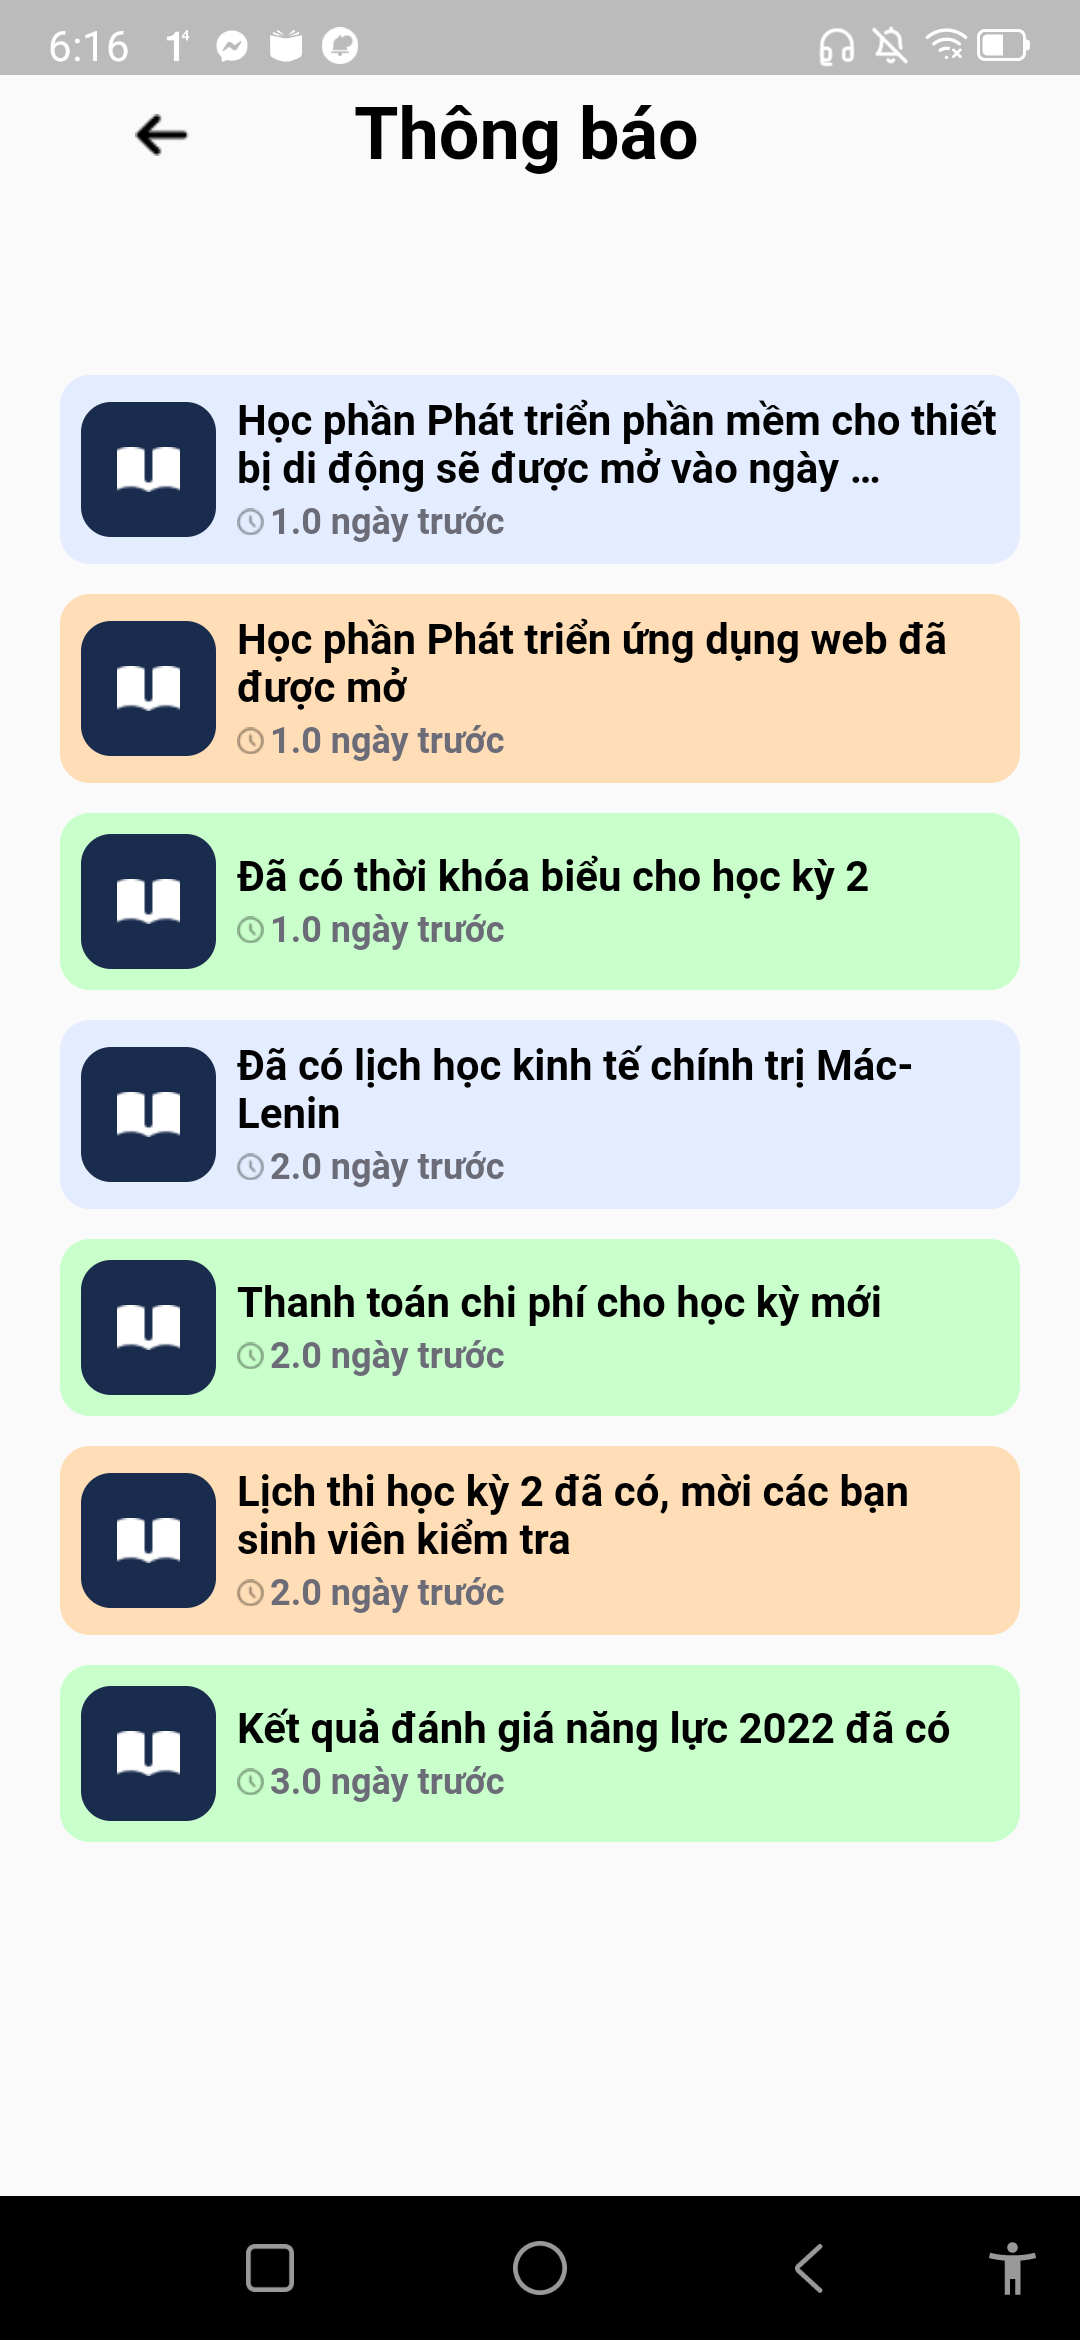 6:16
Thông báo
Học phần Phát triển phần mềm cho thiết
bị di động sẽ được mở vào ngày ...
1.0 ngày trước
Học phần Phát triển ứng dụng web đã
được mở
1.0 ngày trước
Đã có thời khóa biểu cho học kỳ 2
1.0 ngày trước
Đã có lịch học kinh tế chính trị Mác-
Lenin
2.0 ngày trước
Thanh toán chi phí cho học kỳ mới
2.0 ngày trước
Lịch thi học kỳ 2 đã có, mời các bạn
sinh viên kiểm tra
2.0 ngày trước
Kết quả đánh giá năng lực 2022 đã có
3.0 ngày trước